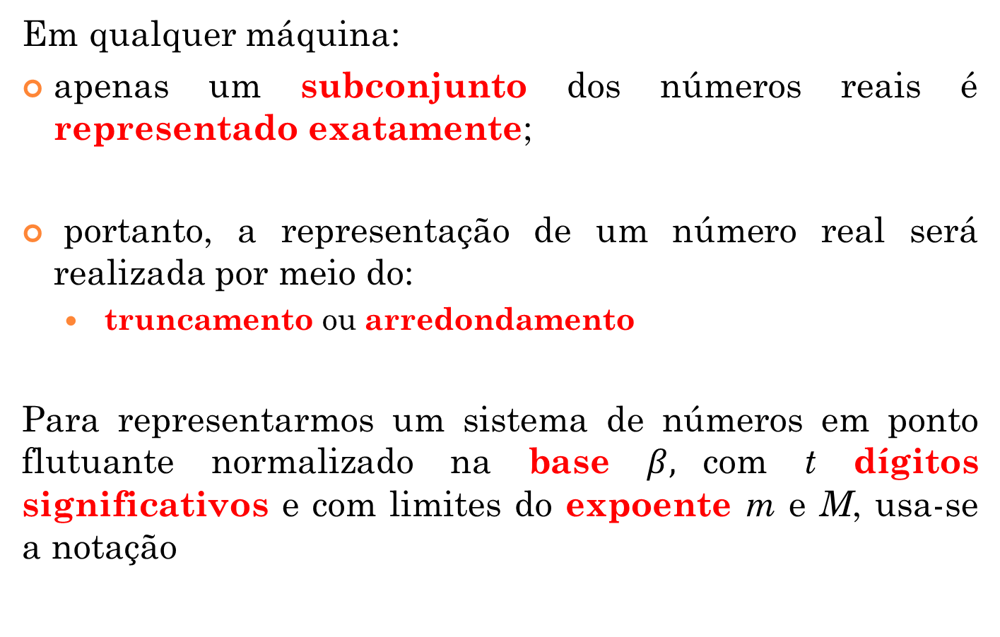 Em qualquer máquina:
apenas um subconjunto dos números reais é
representado exatamente;
portanto, a representação de um número real será
realizada por meio do:
truncamento ou arredondamento
Para representarmos um sistema de números em ponto
flutuante normalizado na base β, com t dígitos
significativos e com limites do expoente m e M, usa-se
a notação